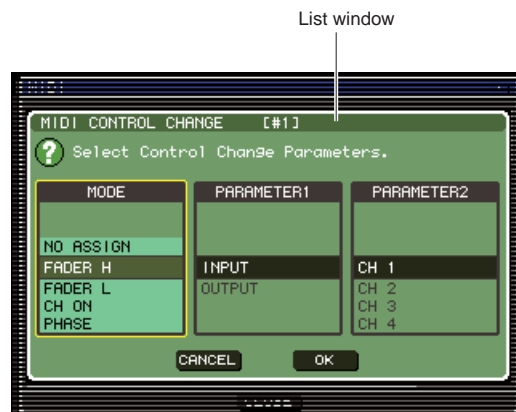 List window
MIDI
MIDI CONTROL CHANGE [#1]
? Select Control Change Parameters.
MODE PARAMETER1 PARAMETER2
NO ASSIGN
FADER H INPUT CH 1
FADER L OUTPUT CH 2
CH ON CH 3
PHASE CH 4
CANCEL OK